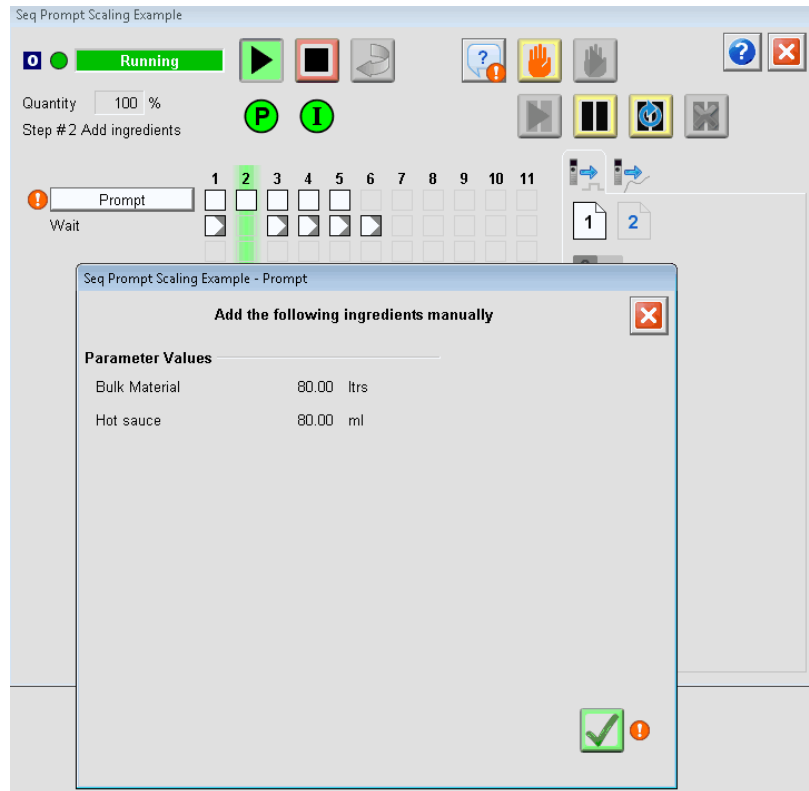 Seq Prompt Scaling Example
O Running
?
?
Quantity 100 %
P I
Step #2 Add ingredients
1 2 3 4 5 6 7 8 9 10 11
Prompt
Wait
1 2
Seq Prompt Scaling Example - Prompt
Add the following ingredients manually
Parameter Values
Bulk Material 80.00 ltrs
Hot sauce 80.00 ml